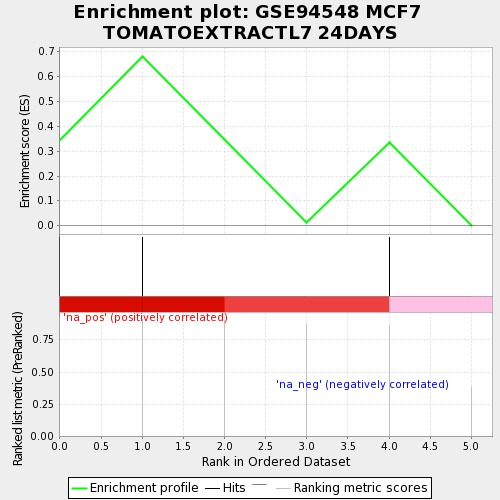 Enrichment plot: GSE94548 MCF7
TOMATOEXTRACTL7 24DAYS
Enrichment score (ES)
0.7
0.6
0.5
0.4
0.3
0.2
0.1
0.0
'na_pos' (positively correlated)
'na_neg' (negatively correlated)
Ranked list metric (PreRanked)
0.75
0.50
0.25
0.00
0.0 0.5 1.0 1.5 2.0 2.5 3.0 3.5 4.0 4.5 5.0
Rank in Ordered Dataset
Enrichment profile Hits Ranking metric scores